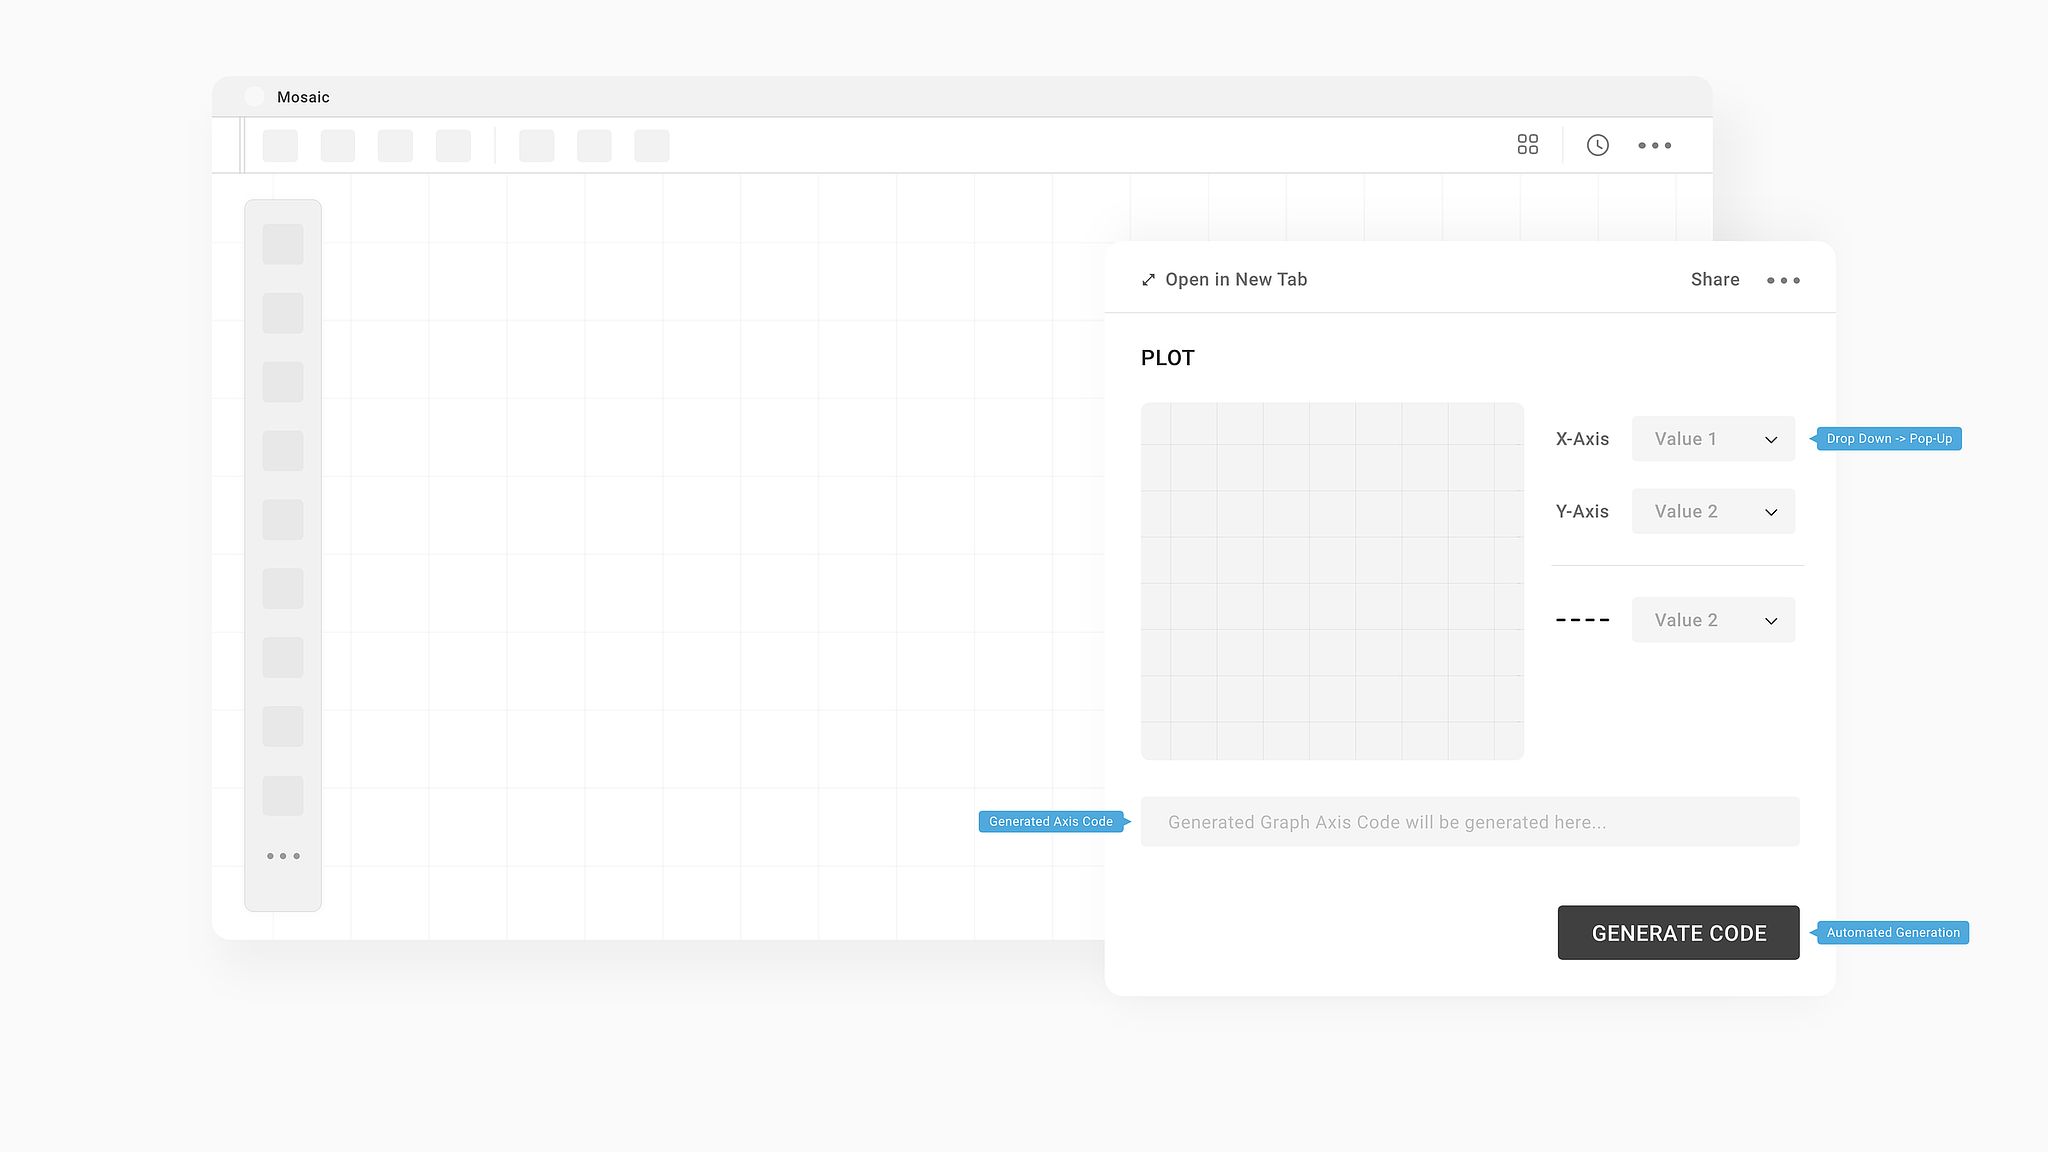 Mosaic
Open in New Tab
Share
PLOT
X-Axis
Value 1
Drop Down -> Pop-Up
Y-Axis
Value 2
Value 2
Generated Axis Code
Generated Graph Axis Code will be generated here...
GENERATE CODE
Automated Generation